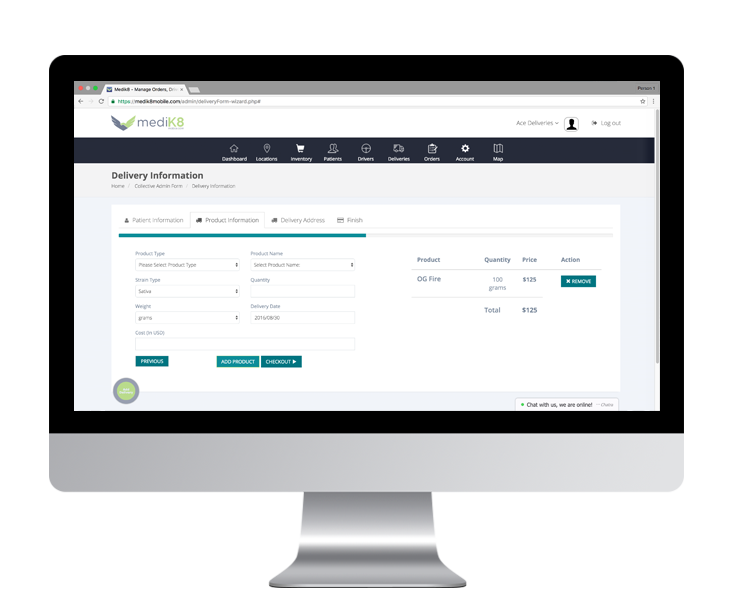 Medik8 - Manage Orders, Driv
Person 1
https://medik8mobile.com/admin/deliveryForm-wizard.php#
mediK8
Ace Deliveries
Log out
Dashboard Locations Inventory Patients Drivers Deliveries Orders Account Map
Delivery Information
Home / Collective Admin Form / Delivery Information
Patient Information Product Information Delivery Address Finish
Product Type Product Name
Please Select Product Type Select Product Name
Strain Type Quantity
Sativa
Weight Delivery Date
grams 2016/08/30
Cost (In USD)
PREVIOUS ADD PRODUCT CHECKOUT
Product Quantity Price Action
OG Fire 100 grams $125 REMOVE
Total $125
Chat with us, we are online!